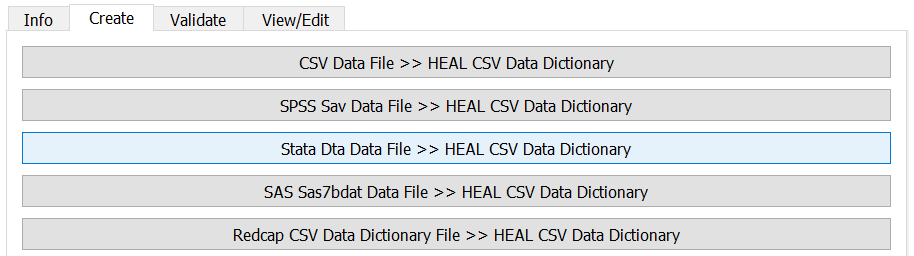 Info Create Validate View/Edit
CSV Data File >> HEAL CSV Data Dictionary
SPSS Sav Data File >> HEAL CSV Data Dictionary
Stata Dta Data File >> HEAL CSV Data Dictionary
SAS Sas7bdat Data File >> HEAL CSV Data Dictionary
Redcap CSV Data Dictionary File >> HEAL CSV Data Dictionary